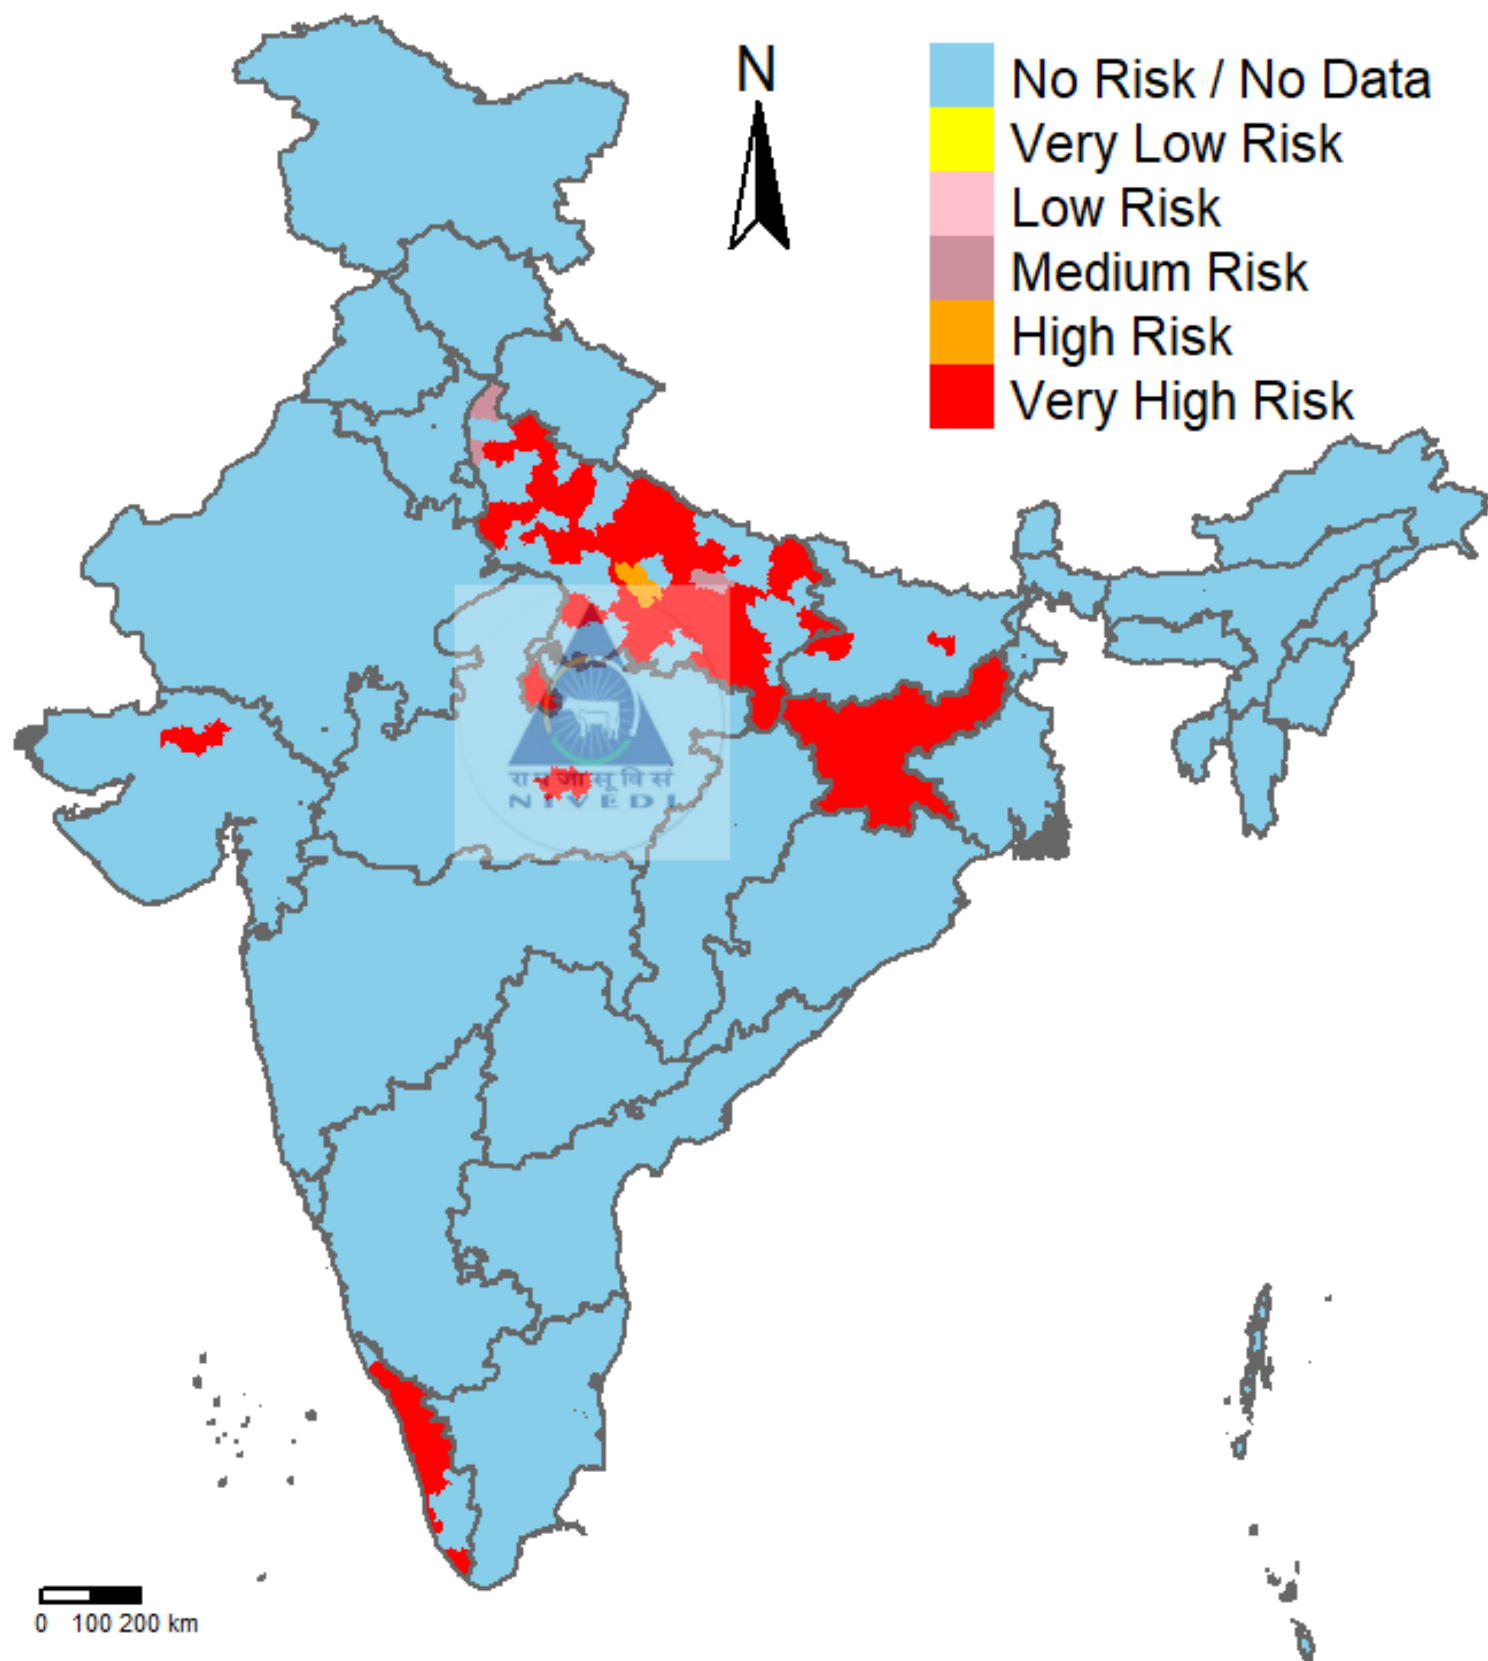 N
No Risk / No Data
Very Low Risk
Low Risk
Medium Risk
High Risk
Very High Risk
NIVEDI
0 100 200 km